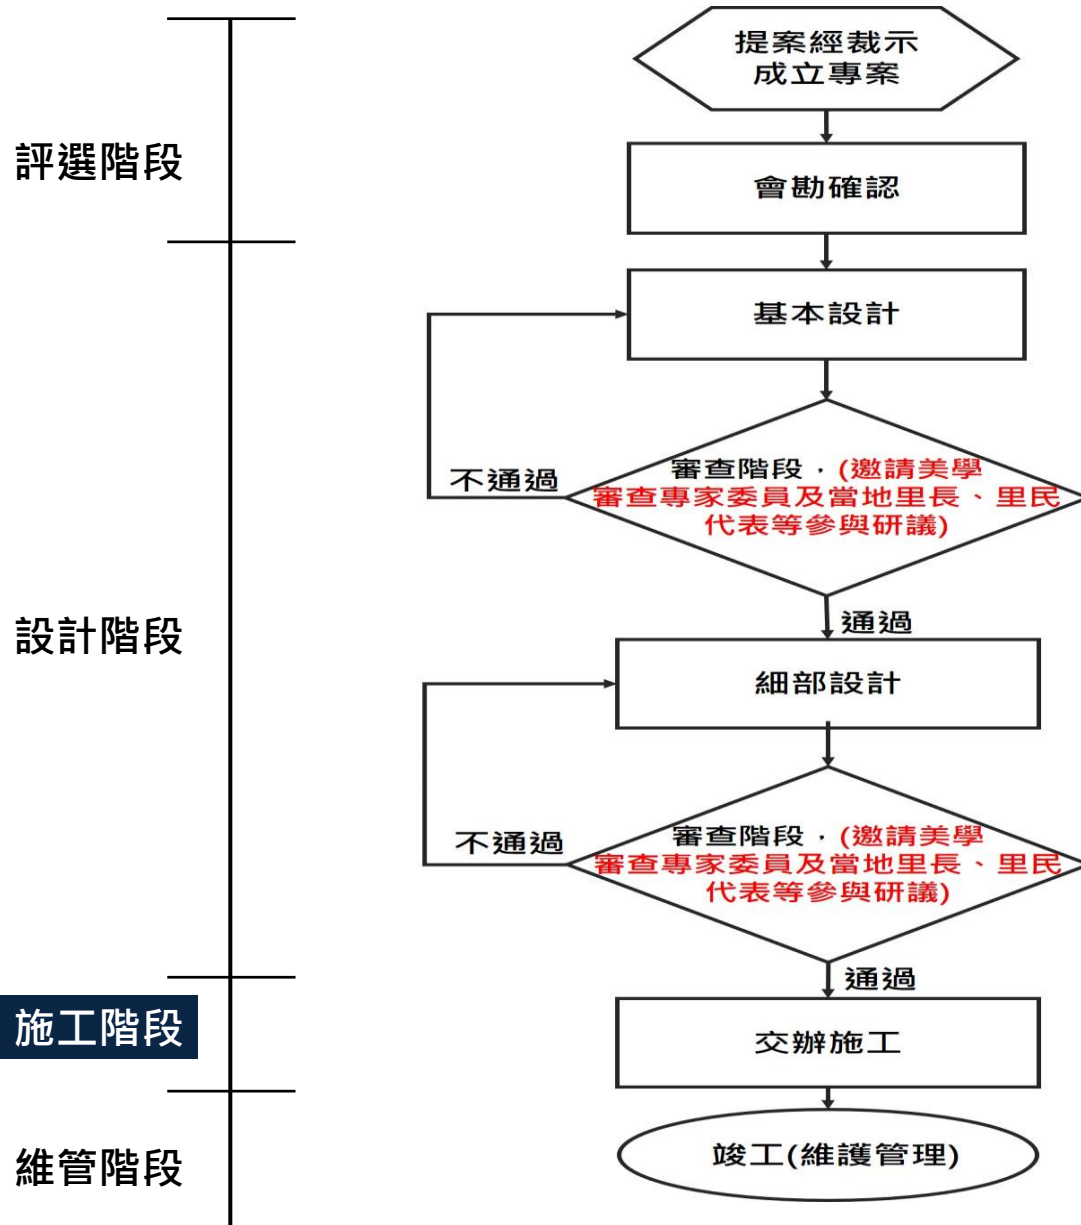 提案經裁示
成立專案
評選階段
會勘確認
基本設計
不通過
審查階段，(邀請美學
審查專家委員及當地里長、里民
代表等參與研議)
通過
設計階段
細部設計
不通過
審查階段，(邀請美學
審查專家委員及當地里長、里民
代表等參與研議)
通過
施工階段
交辦施工
維管階段
竣工(維護管理)